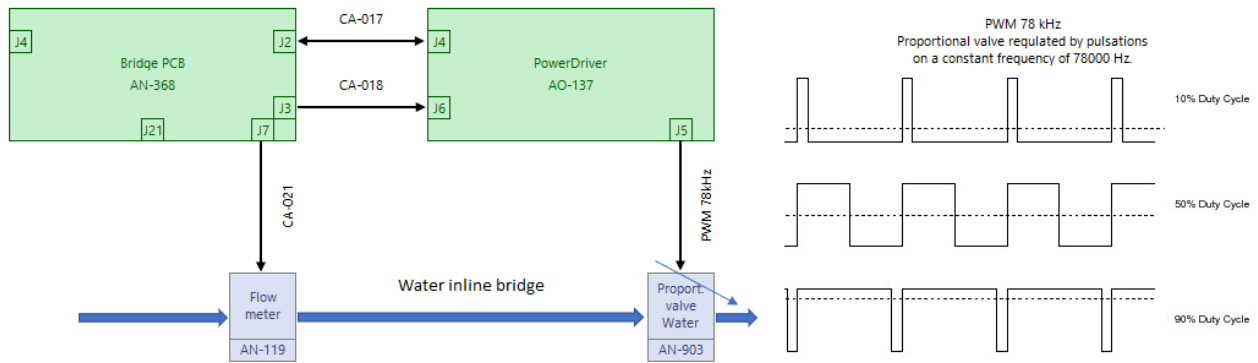 CA-017
J4
J2
J4
Bridge PCB
AN-368
PowerDriver
AO-137
CA-018
J3
J6
J21
J7
J5
CA-O21
PWM 78kHz
Water inline bridge
Flow
meter
AN-119
Proport.
valve
Water
AN-903
PWM 78 kHz
Proportional valve regulated by pulsations
on a constant frequency of 78000 Hz.
10% Duty Cycle
50% Duty Cycle
90% Duty Cycle